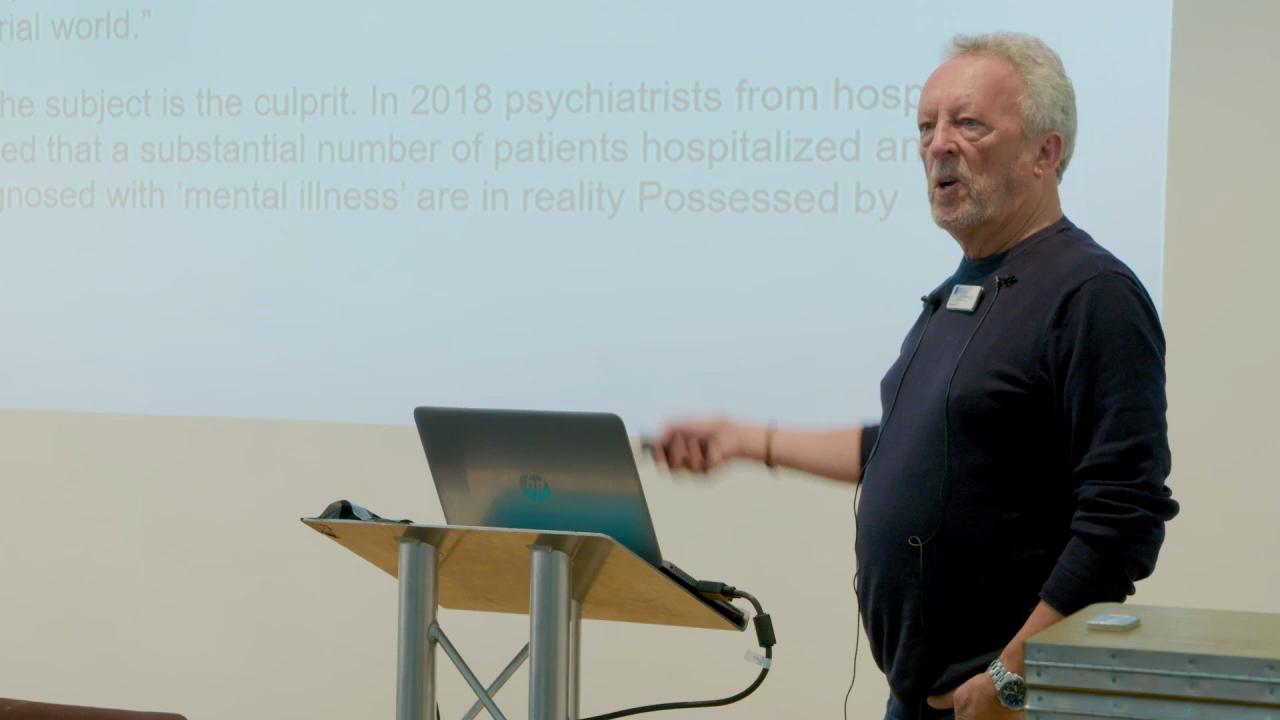 rial world.”
he subject is the culprit. In 2018 psychiatrists from hosp
ed that a substantial number of patients hospitalized an
gnosed with ‘mental illness’ are in reality Possessed by
hp